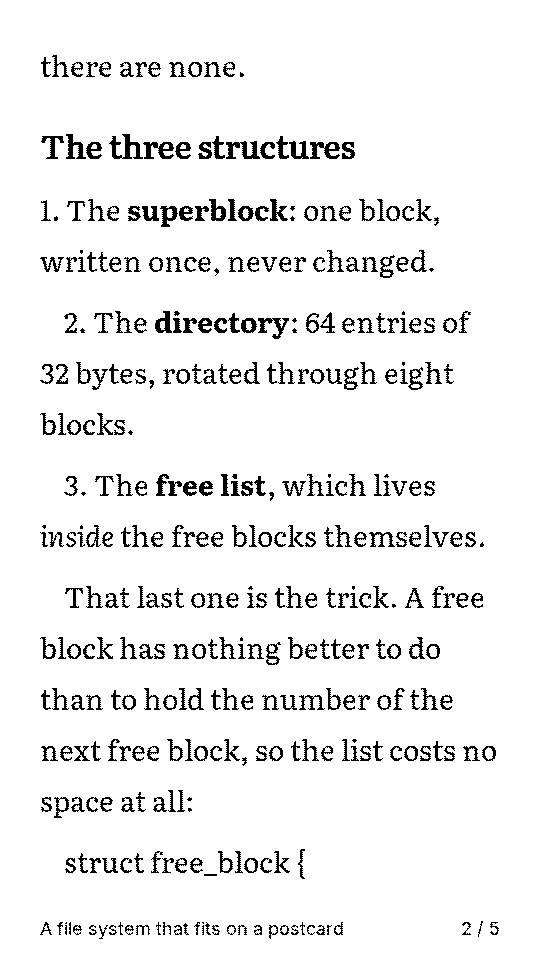 there are none.
The three structures
1. The superblock: one block,
written once, never changed.
2. The directory: 64 entries of
32 bytes, rotated through eight
blocks.
3. The free list, which lives
inside the free blocks themselves.
That last one is the trick. A free
block has nothing better to do
than to hold the number of the
next free block, so the list costs no
space at all:
struct free_block {
A file system that fits on a postcard 2 / 5